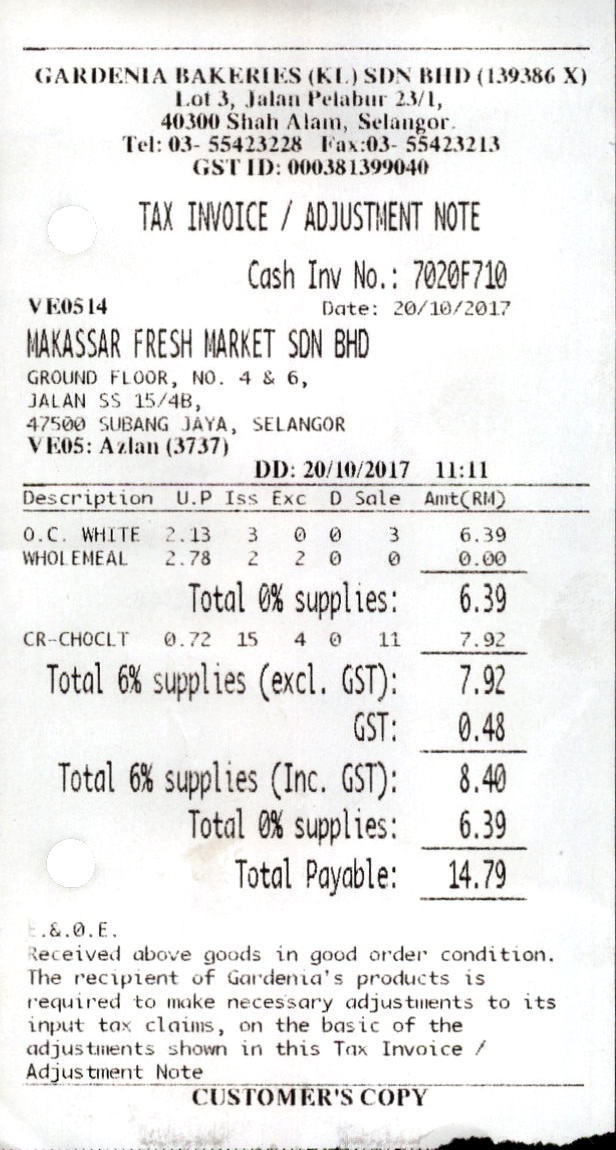 GARDENIA BAKERIES (KL) SDN BHD (139386 X)
Lot 3, Jalan Pelabur 23/1,
40300 Shah Alam, Selangor.
Tel: 03- 55423228 Fax:03- 55423213
GST ID: 000381399040
TAX INVOICE / ADJUSTMENT NOTE
Cash Inv No.: 7020F710
VE0514 Date: 20/10/2017
MAKASSAR FRESH MARKET SDN BHD
GROUND FLOOR, NO. 4 & 6,
JALAN SS 15/4B,
47500 SUBANG JAYA, SELANGOR
VE05: Azlan (3737)
DD: 20/10/2017 11:11
Description U.P Iss Exc D Sale Amt(RM)
O.C. WHITE 2.13 3 0 0 3 6.39
WHOLEMEAL 2.78 2 2 0 0 0.00
Total 0% supplies: 6.39
CR-CHOCLT 0.72 15 4 0 11 7.92
Total 6% supplies (excl. GST): 7.92
GST: 0.48
Total 6% supplies (Inc. GST): 8.40
Total 0% supplies: 6.39
Total Payable: 14.79
E.&.O.E.
Received above goods in good order condition.
The recipient of Gardenia's products is
required to make necessary adjustments to its
input tax claims, on the basic of the
adjustments shown in this Tax Invoice /
Adjustment Note
CUSTOMER'S COPY